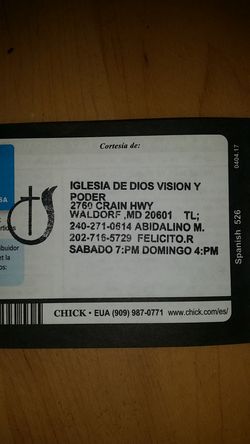 Cortesía de:
IGLESIA DE DIOS VISION Y
PODER
2760 CRAIN HWY
WALDORF ,MD 20601 TL;
240-271-0614 ABIDALINO M.
202-716-5729 FELICITO.R
SABADO 7:PM DOMINGO 4:PM
CHICK • EUA (909) 987-0771 www.chick.com/es/
0404.17
Spanish 526